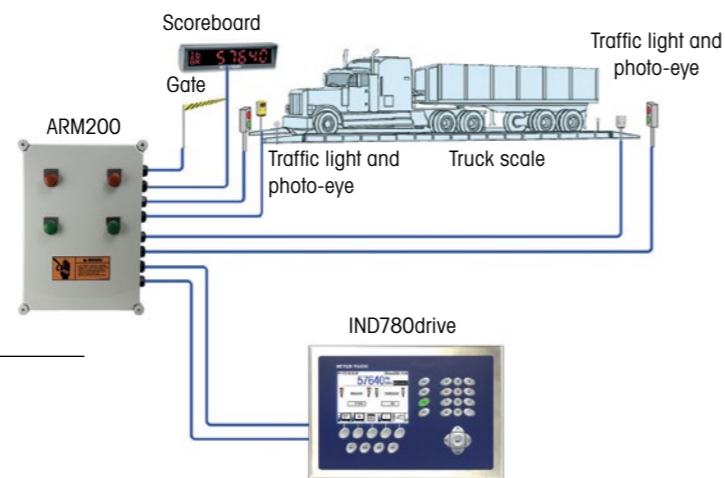 Scoreboard
57640
Gate
Traffic light and
photo-eye
ARM200
Traffic light and
photo-eye
Truck scale
IND780drive
METTLER TOLEDO
57640